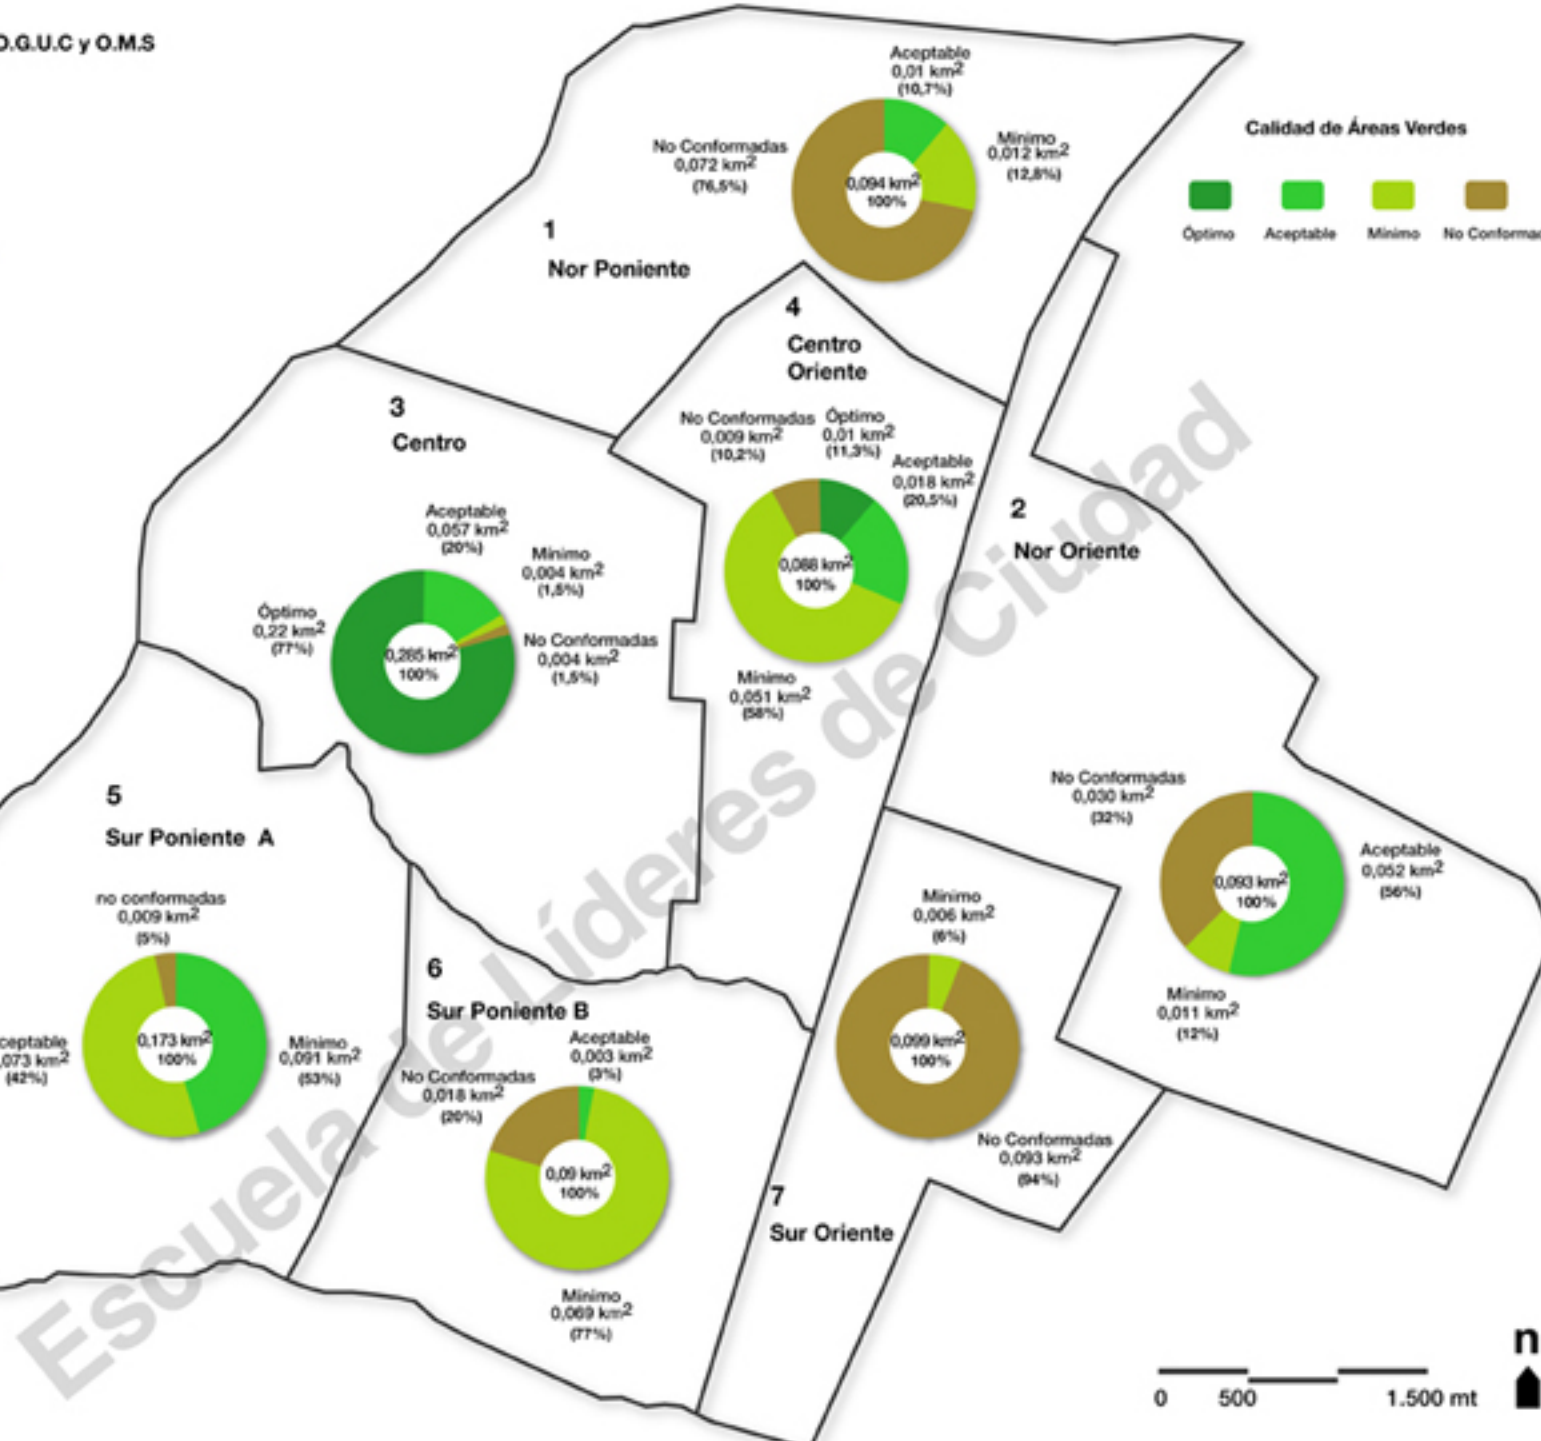 O.G.U.C y O.M.S
Calidad de Áreas Verdes
Óptimo
Aceptable
Mínimo
No Conformad
1
Nor Poniente
Aceptable
0,01 km²
(10,7%)
Mínimo
0,012 km²
(12,8%)
No Conformadas
0,072 km²
(76,5%)
0,094 km²
100%
4
Centro
Oriente
No Conformadas
0,009 km²
(10,2%)
Óptimo
0,01 km²
(11,3%)
Aceptable
0,018 km²
(20,5%)
0,088 km²
100%
Mínimo
0,051 km²
(58%)
3
Centro
Aceptable
0,057 km²
(20%)
Mínimo
0,004 km²
(1,5%)
No Conformadas
0,004 km²
(1,5%)
Óptimo
0,22 km²
(77%)
0,285 km²
100%
2
Nor Oriente
No Conformadas
0,030 km²
(32%)
Aceptable
0,052 km²
(56%)
0,093 km²
100%
Mínimo
0,011 km²
(12%)
5
Sur Poniente A
no conformadas
0,009 km²
(5%)
ceptable
,073 km²
(42%)
0,173 km²
100%
Mínimo
0,091 km²
(53%)
6
Sur Poniente B
Aceptable
0,003 km²
(3%)
No Conformadas
0,018 km²
(20%)
0,09 km²
100%
Mínimo
0,069 km²
(77%)
7
Sur Oriente
Mínimo
0,006 km²
(6%)
0,099 km²
100%
No Conformadas
0,093 km²
(94%)
Escuela de Líderes de Ciudad
n
0 500 1.500 mt